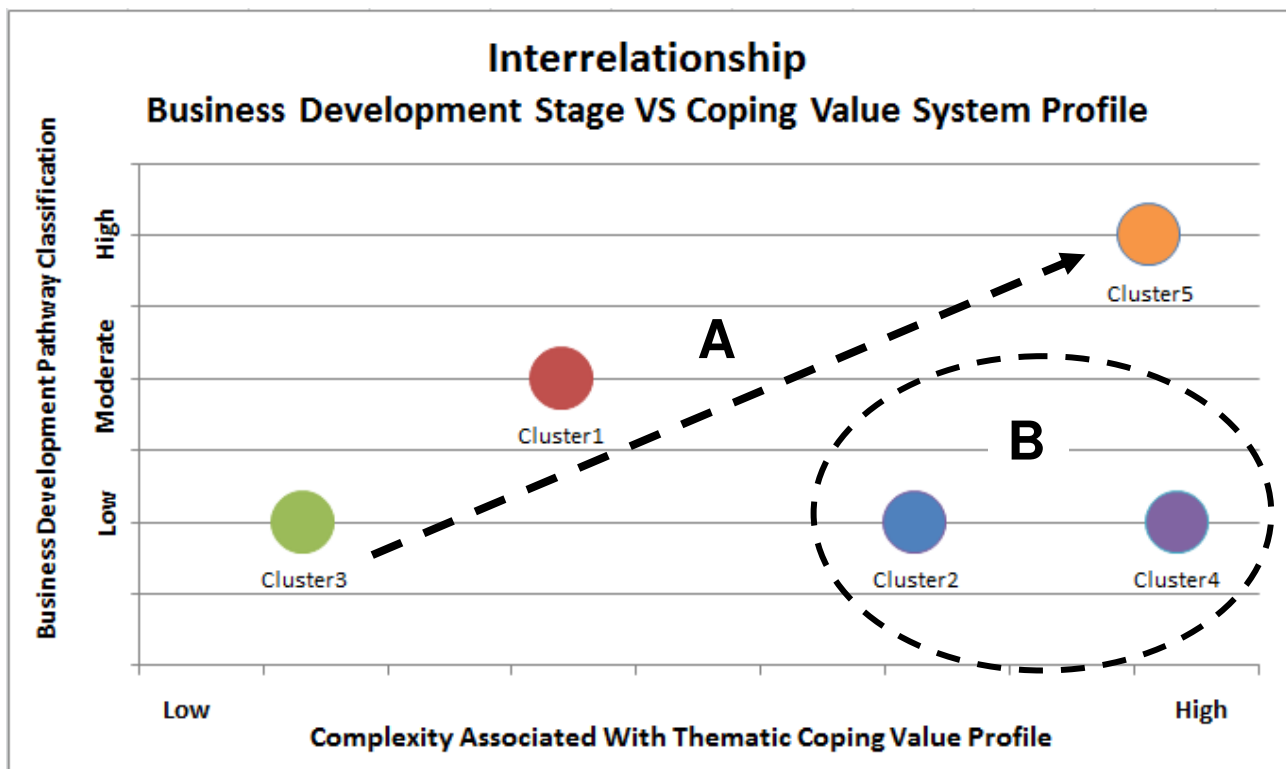 Interrelationship
Business Development Stage VS Coping Value System Profile
Business Development Pathway Classification
High
Moderate
Low
Cluster5
A
Cluster1
B
Cluster3
Cluster2
Cluster4
Low
High
Complexity Associated With Thematic Coping Value Profile